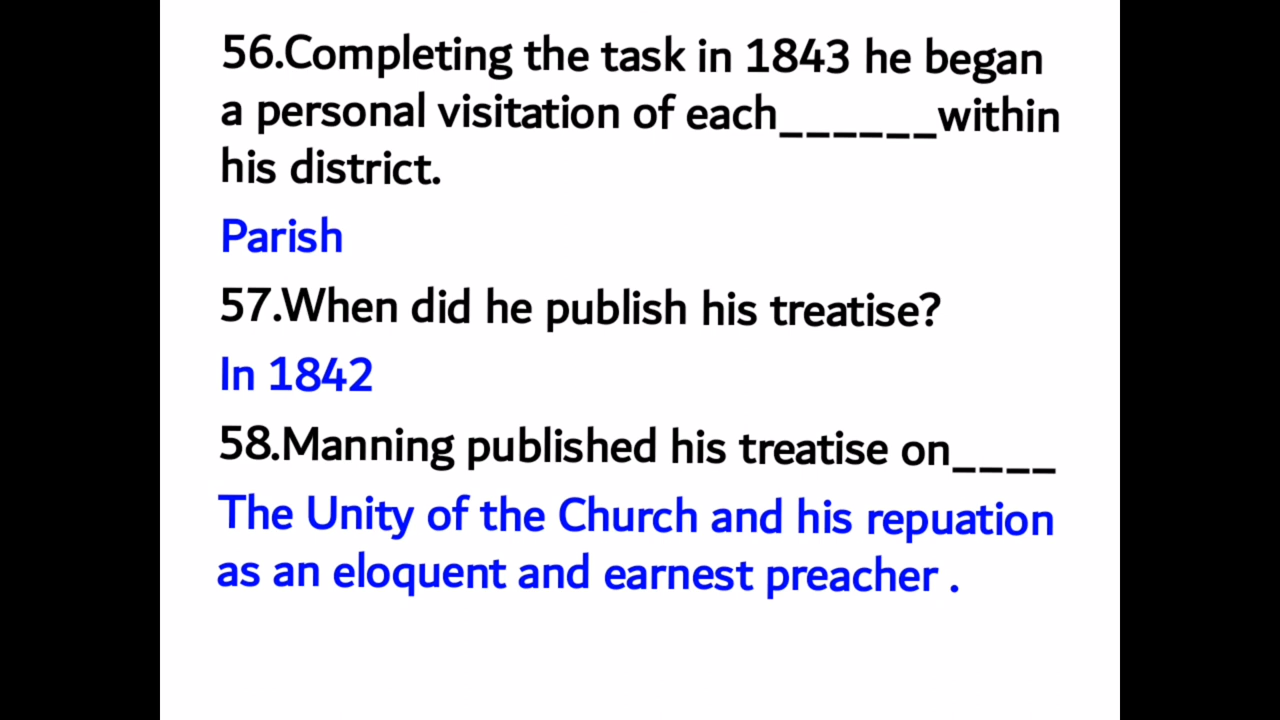 56.Completing the task in 1843 he began
a personal visitation of each______within
his district.
Parish
57.When did he publish his treatise?
In 1842
58.Manning published his treatise on____
The Unity of the Church and his repuation
as an eloquent and earnest preacher .